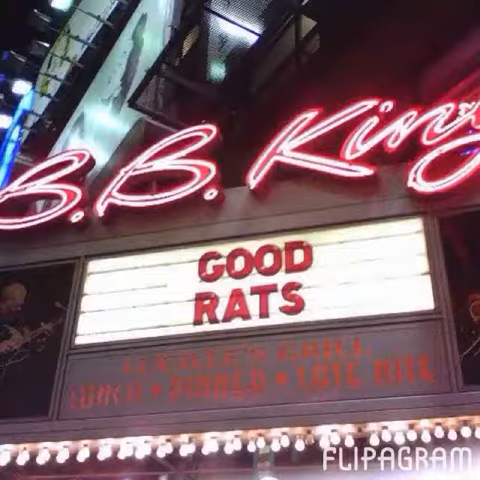 B.B. King
GOOD
RATS
LUCILLE'S GRILL
LUNCH • DINNER • LATE NITE
FLIPAGRAM